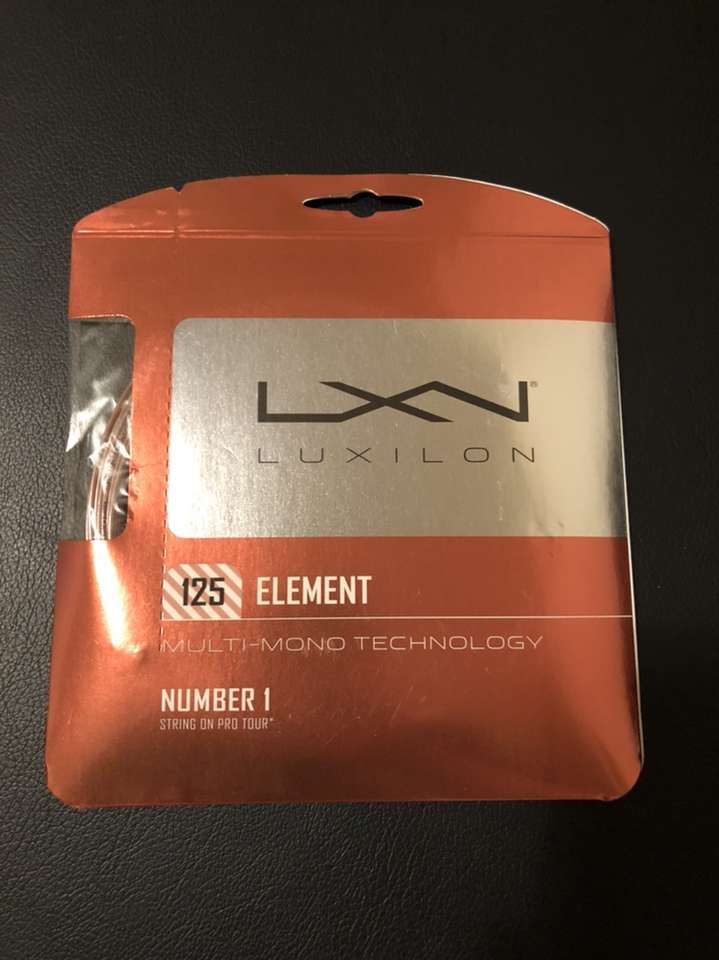 LXN®
LUXILON
125 ELEMENT
MULTI-MONO TECHNOLOGY
NUMBER 1
STRING ON PRO TOUR*